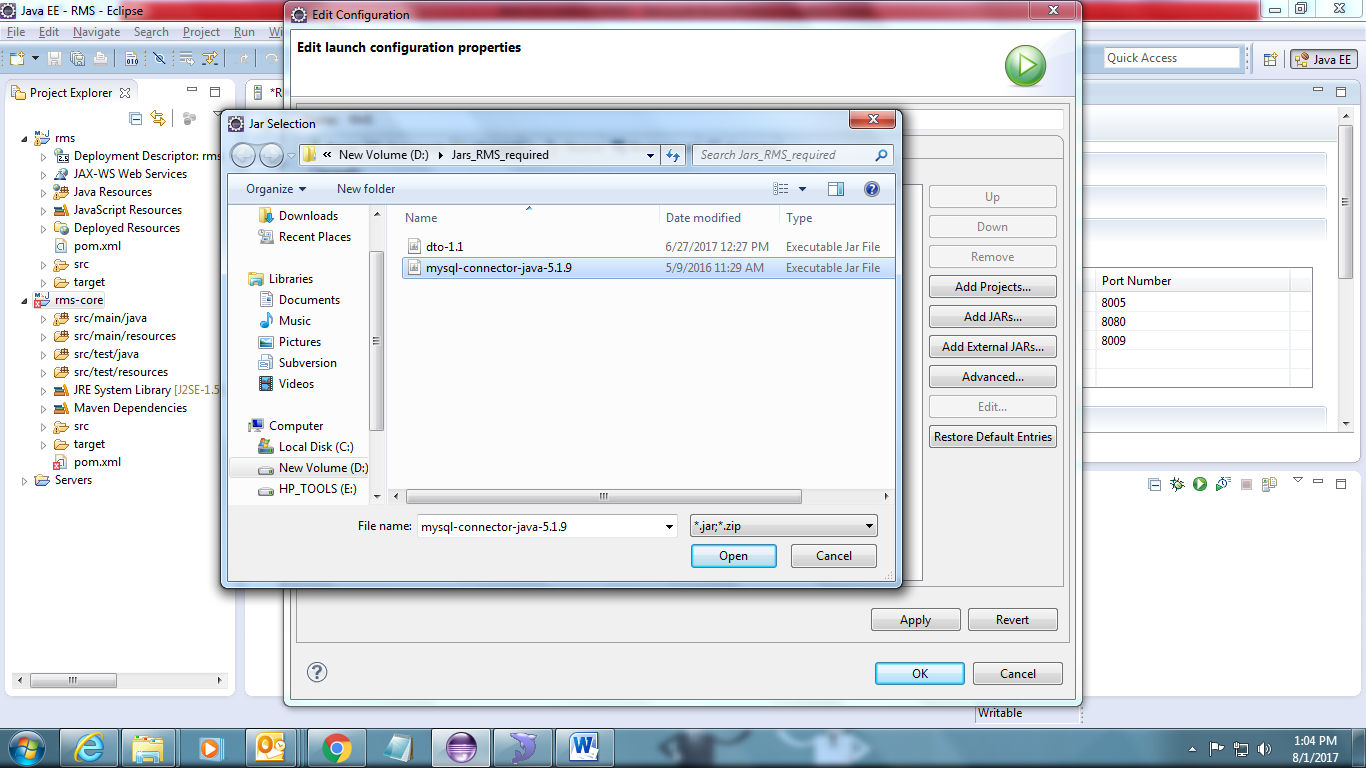 Java EE - RMS - Eclipse
File Edit Navigate Search Project Run Wi
Quick Access
Java EE
Project Explorer
rms
Deployment Descriptor: rms
JAX-WS Web Services
Java Resources
JavaScript Resources
Deployed Resources
pom.xml
src
target
rms-core
src/main/java
src/main/resources
src/test/java
src/test/resources
JRE System Library [J2SE-1.5
Maven Dependencies
src
target
pom.xml
Servers
*R
Edit Configuration
Edit launch configuration properties
Jar Selection
« New Volume (D:) Jars_RMS_required
Search Jars_RMS_required
Organize New folder
Downloads
Recent Places
Libraries
Documents
Music
Pictures
Subversion
Videos
Computer
Local Disk (C:)
New Volume (D:)
HP_TOOLS (E:)
Name Date modified Type
dto-1.1 6/27/2017 12:27 PM Executable Jar File
mysql-connector-java-5.1.9 5/9/2016 11:29 AM Executable Jar File
File name: mysql-connector-java-5.1.9 *.jar;*.zip
Open Cancel
Up
Down
Remove
Add Projects...
Add JARs...
Add External JARs...
Advanced...
Edit...
Restore Default Entries
Apply Revert
OK Cancel
Port Number
8005
8080
8009
Writable
1:04 PM
8/1/2017